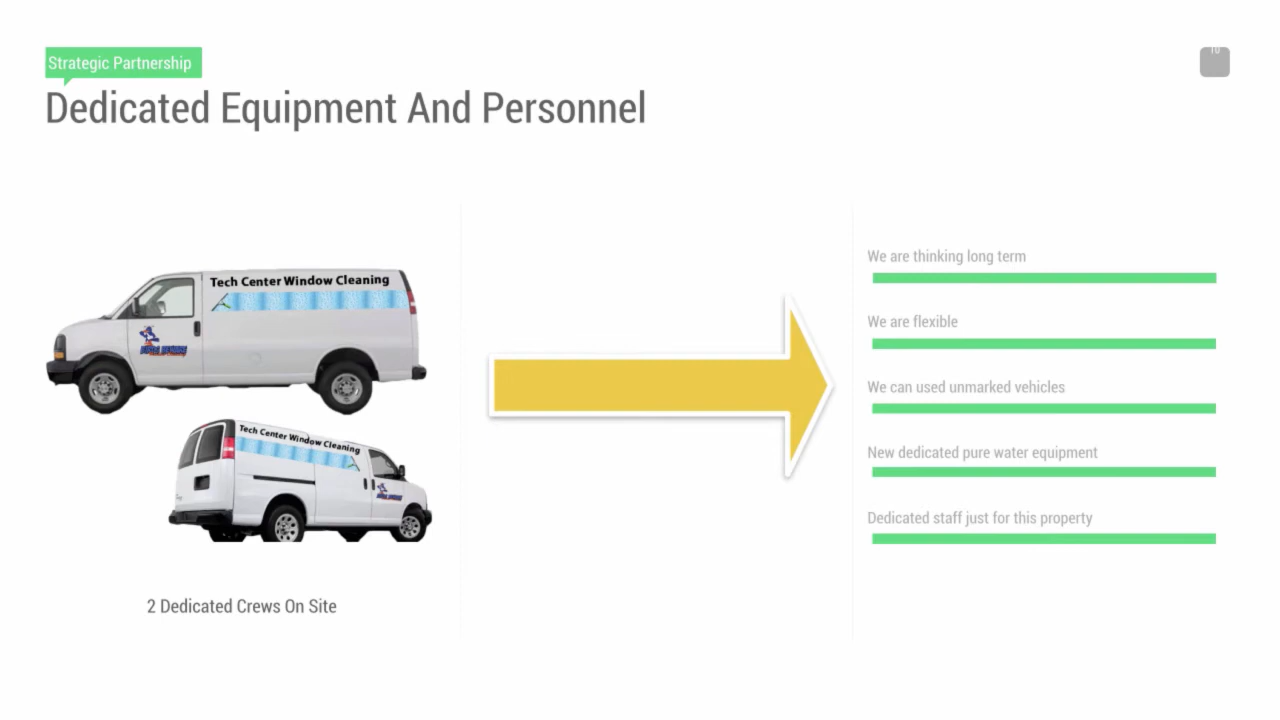 Strategic Partnership
10
Dedicated Equipment And Personnel
Tech Center Window Cleaning
Tech Center Window Cleaning
2 Dedicated Crews On Site
We are thinking long term
We are flexible
We can used unmarked vehicles
New dedicated pure water equipment
Dedicated staff just for this property